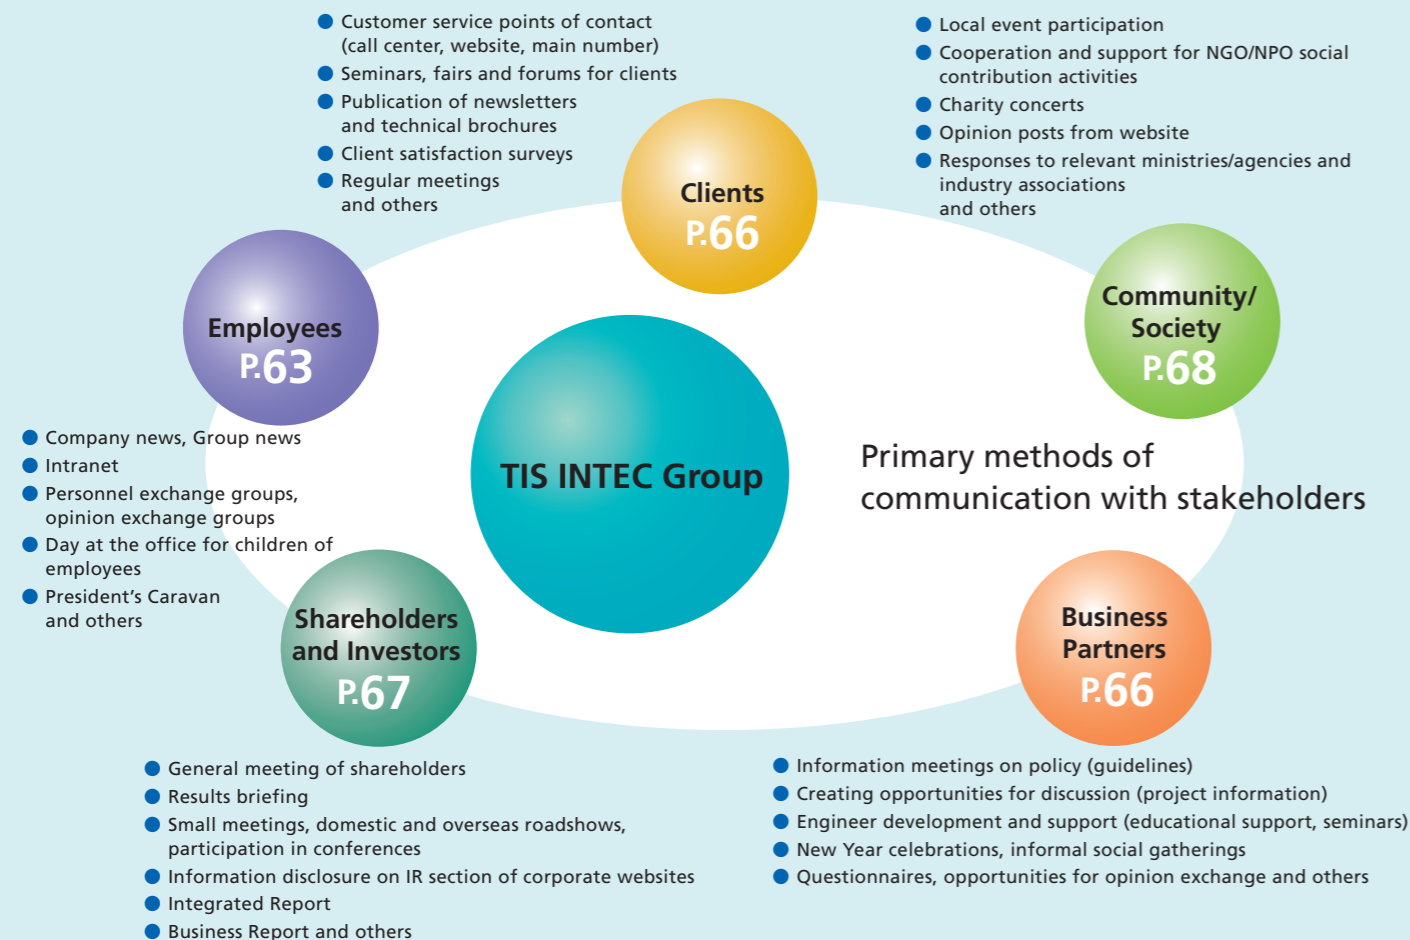 ● Customer service points of contact
(call center, website, main number)
● Seminars, fairs and forums for clients
● Publication of newsletters
and technical brochures
● Client satisfaction surveys
● Regular meetings
and others
Clients
P.66
● Local event participation
● Cooperation and support for NGO/NPO social
contribution activities
● Charity concerts
● Opinion posts from website
● Responses to relevant ministries/agencies and
industry associations
and others
Community/
Society
P.68
Employees
P.63
● Company news, Group news
● Intranet
● Personnel exchange groups,
opinion exchange groups
● Day at the office for children of
employees
● President’s Caravan
and others
TIS INTEC Group
Primary methods of
communication with stakeholders
Shareholders
and Investors
P.67
● General meeting of shareholders
● Results briefing
● Small meetings, domestic and overseas roadshows,
participation in conferences
● Information disclosure on IR section of corporate websites
● Integrated Report
● Business Report and others
Business
Partners
P.66
● Information meetings on policy (guidelines)
● Creating opportunities for discussion (project information)
● Engineer development and support (educational support, seminars)
● New Year celebrations, informal social gatherings
● Questionnaires, opportunities for opinion exchange and others